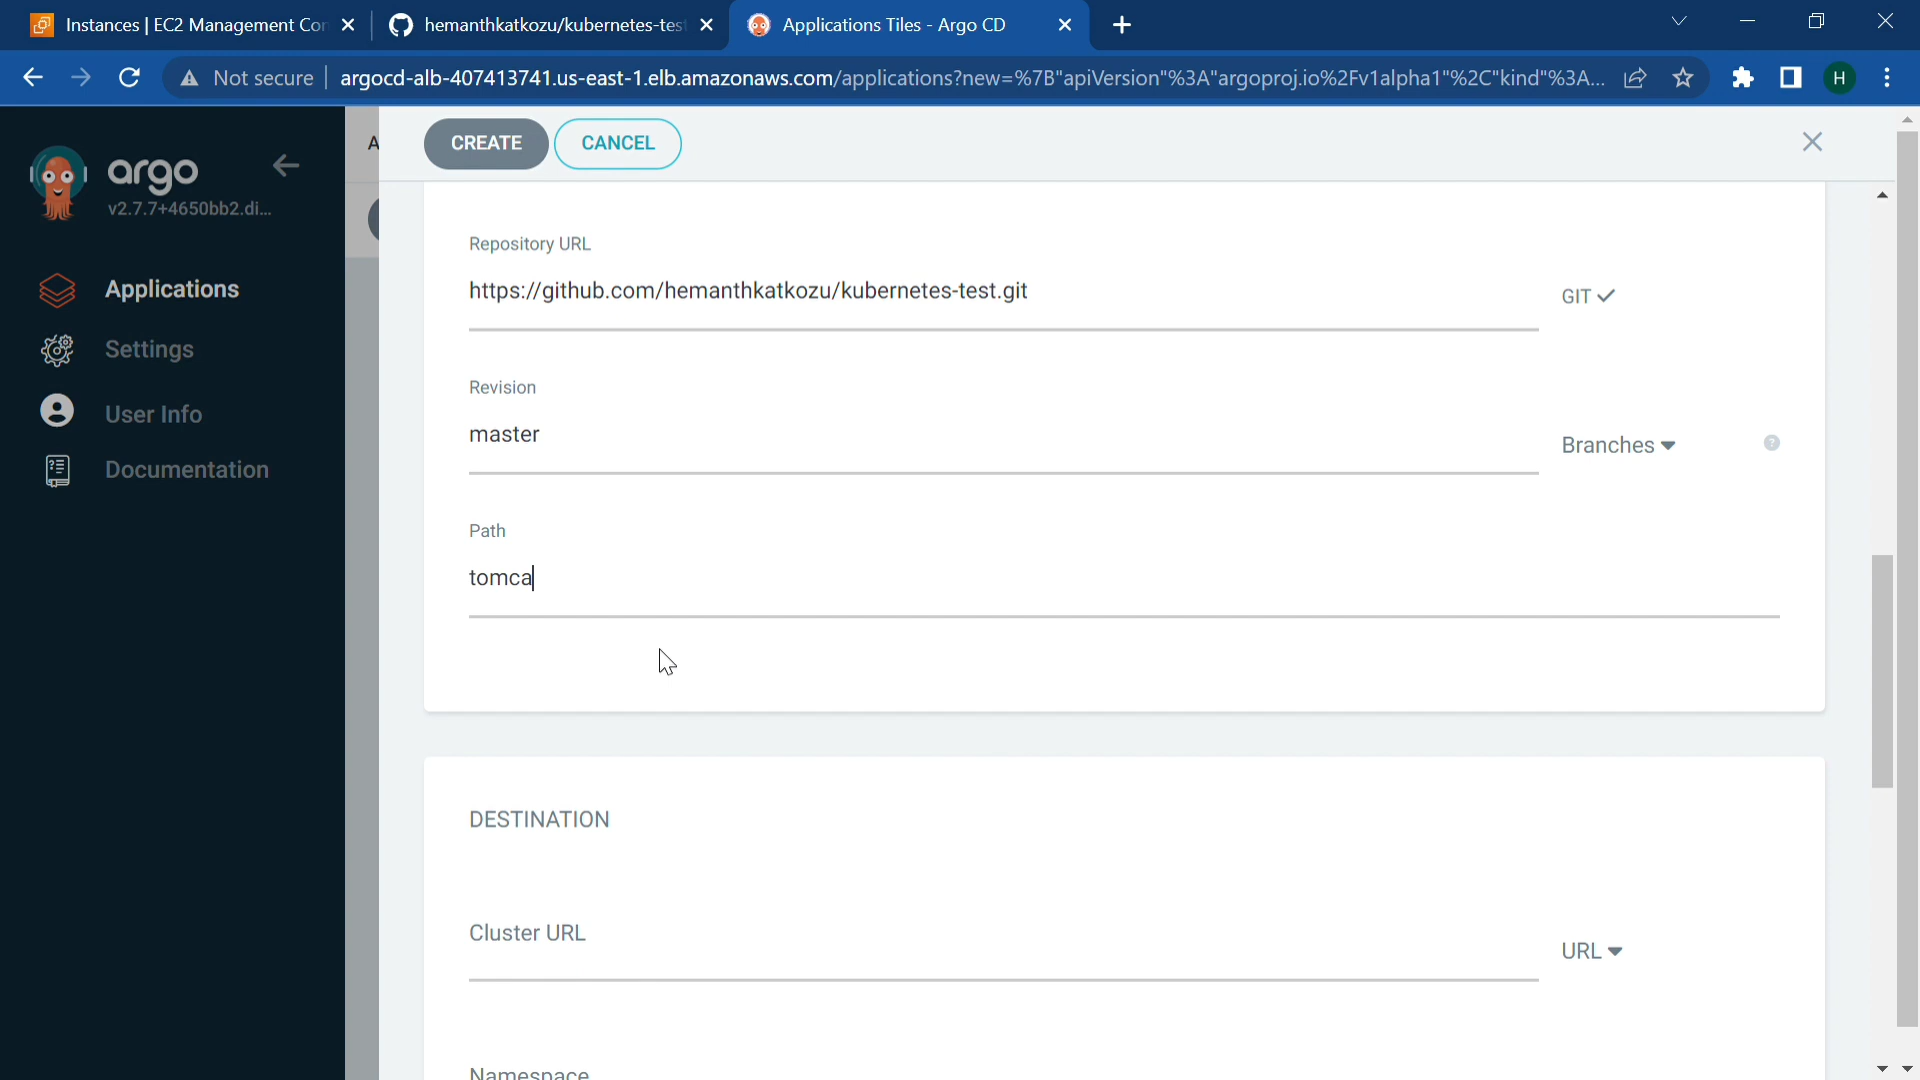 Instances | EC2 Management Con
hemanthkatkozu/kubernetes-test
Applications Tiles - Argo CD
Not secure
argocd-alb-407413741.us-east-1.elb.amazonaws.com/applications?new=%7B"apiVersion"%3A"argoproj.io%2Fv1alpha1"%2C"kind"%3A...
H
argo
v2.7.7+4650bb2.di...
Applications
Settings
User Info
Documentation
A
CREATE
CANCEL
Repository URL
https://github.com/hemanthkatkozu/kubernetes-test.git
GIT
Revision
master
Branches
?
Path
tomca
DESTINATION
Cluster URL
URL
Namespace